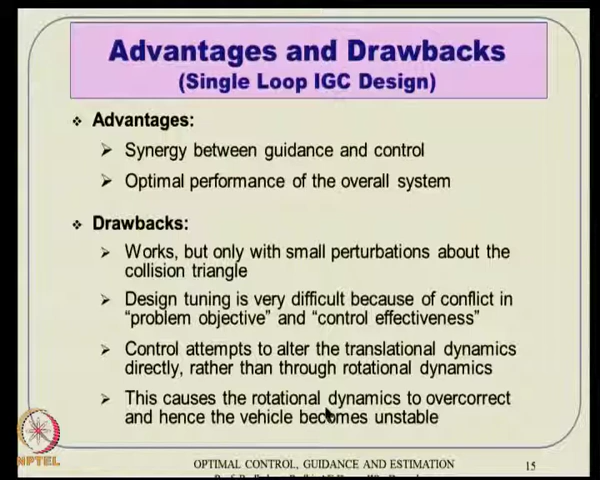 Advantages and Drawbacks
(Single Loop IGC Design)
Advantages:
Synergy between guidance and control
Optimal performance of the overall system
Drawbacks:
Works, but only with small perturbations about the
collision triangle
Design tuning is very difficult because of conflict in
“problem objective” and “control effectiveness”
Control attempts to alter the translational dynamics
directly, rather than through rotational dynamics
This causes the rotational dynamics to overcorrect
and hence the vehicle becomes unstable
NPTEL
OPTIMAL CONTROL, GUIDANCE AND ESTIMATION
15